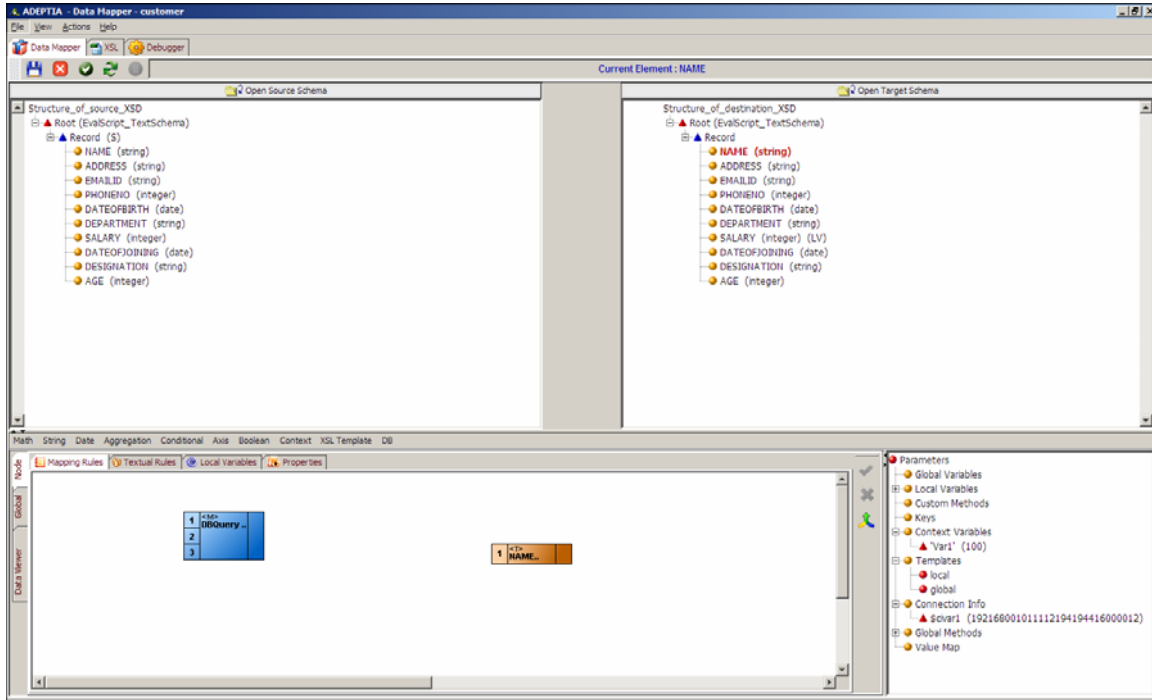 ADEPTIA - Data Mapper - customer
File View Actions Help
Data Mapper XSL Debugger
Current Element : NAME
Open Source Schema
Open Target Schema
Structure_of_source_XSD
Root (EvalScript_TextSchema)
Record (S)
NAME (string)
ADDRESS (string)
EMAILID (string)
PHONENO (integer)
DATEOFBIRTH (date)
DEPARTMENT (string)
SALARY (integer)
DATEOFJOINING (date)
DESIGNATION (string)
AGE (integer)
Structure_of_destination_XSD
Root (EvalScript_TextSchema)
Record
NAME (string)
ADDRESS (string)
EMAILID (string)
PHONENO (integer)
DATEOFBIRTH (date)
DEPARTMENT (string)
SALARY (integer) (LV)
DATEOFJOINING (date)
DESIGNATION (string)
AGE (integer)
Math String Date Aggregation Conditional Axis Boolean Context XSL Template DB
Node
Global
Data Viewer
Mapping Rules Textual Rules Local Variables Properties
1 <M>
DBQuery ..
2
3
1 <T>
NAME..
Parameters
Global Variables
Local Variables
Custom Methods
Keys
Context Variables
'Var1' (100)
Templates
local
global
Connection Info
$civar1 (192168001011112194194416000012)
Global Methods
Value Map